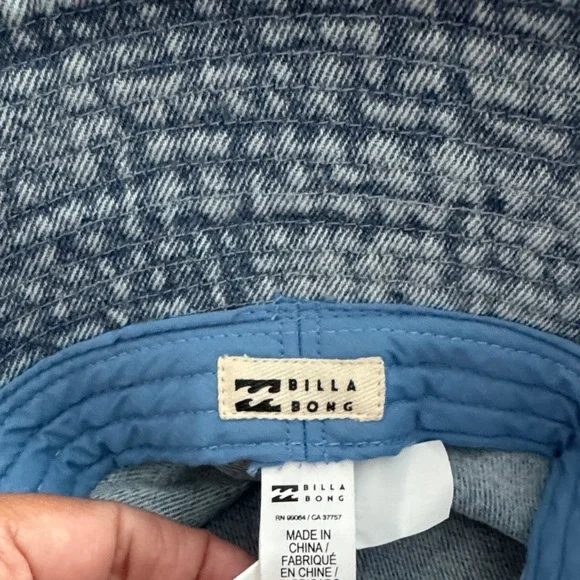 BILLA
BONG
BILLA
BONG
RN 99064 / CA 37757
MADE IN
CHINA /
FABRIQUÉ
EN CHINE /